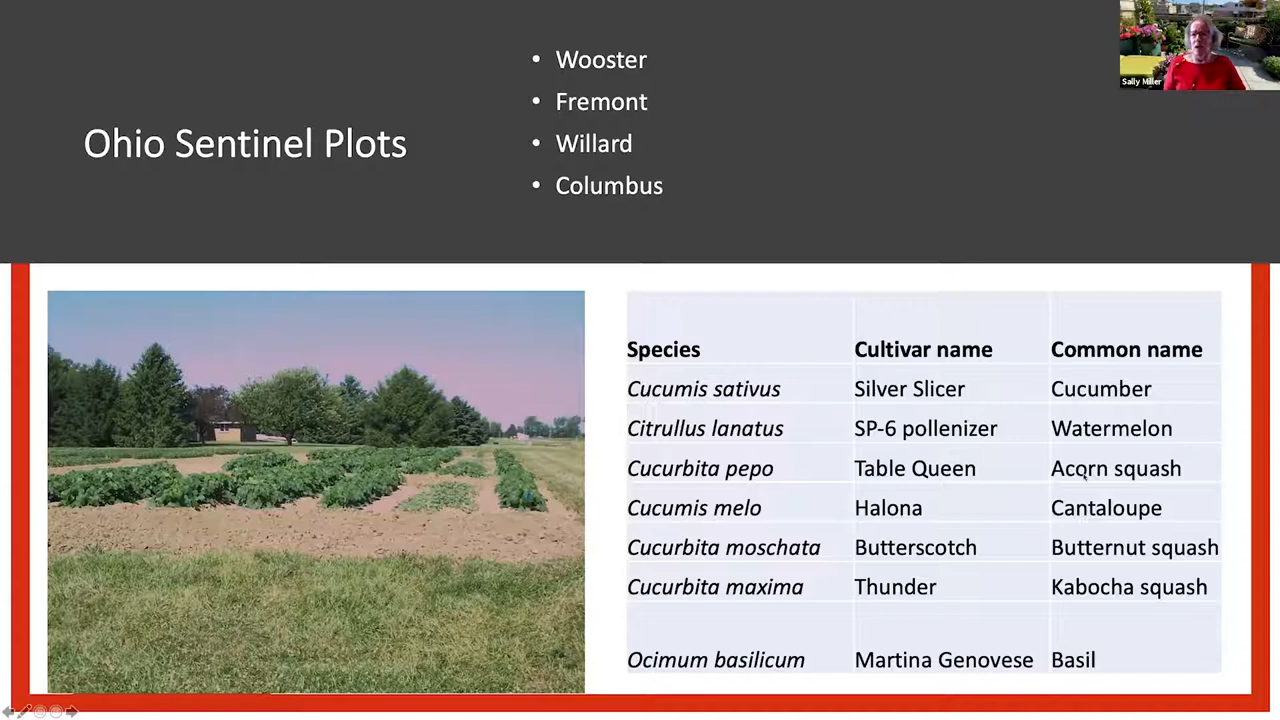 Ohio Sentinel Plots
• Wooster
• Fremont
• Willard
• Columbus
Sally Miller
Species Cultivar name Common name
Cucumis sativus Silver Slicer Cucumber
Citrullus lanatus SP-6 pollenizer Watermelon
Cucurbita pepo Table Queen Acorn squash
Cucumis melo Halona Cantaloupe
Cucurbita moschata Butterscotch Butternut squash
Cucurbita maxima Thunder Kabocha squash
Ocimum basilicum Martina Genovese Basil